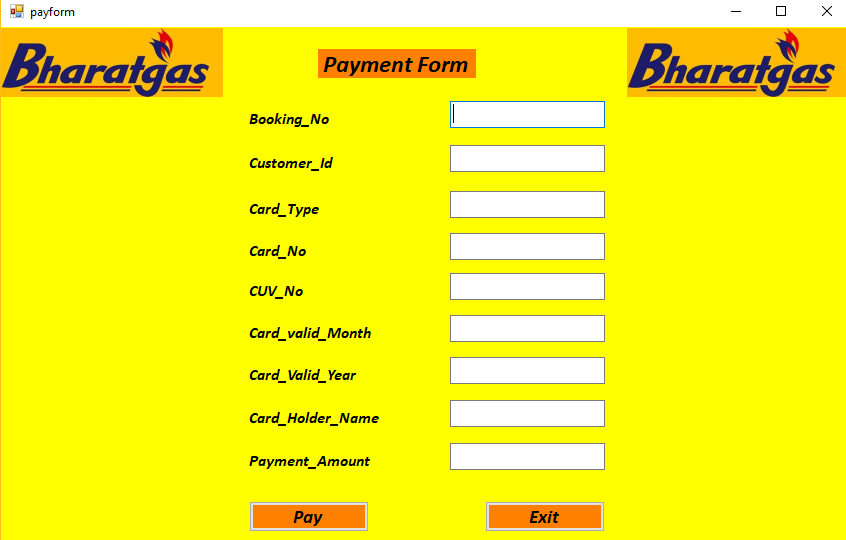 payform
Bharatgas
Payment Form
Bharatgas
Booking_No
Customer_Id
Card_Type
Card_No
CUV_No
Card_valid_Month
Card_Valid_Year
Card_Holder_Name
Payment_Amount
Pay
Exit